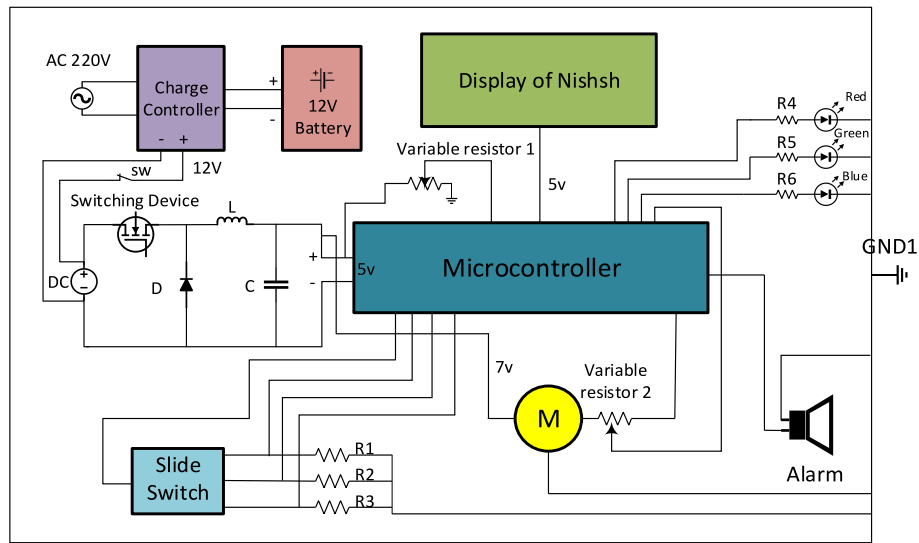 AC 220V
Charge
Controller
+
-
+ -
12V
Battery
- +
sw
12V
Display of Nishsh
Variable resistor 1
5v
R4
Red
R5
Green
R6
Blue
Switching Device
L
DC
+
-
D
C
+
5v
-
Microcontroller
GND1
7v
M
Variable
resistor 2
Alarm
Slide
Switch
R1
R2
R3